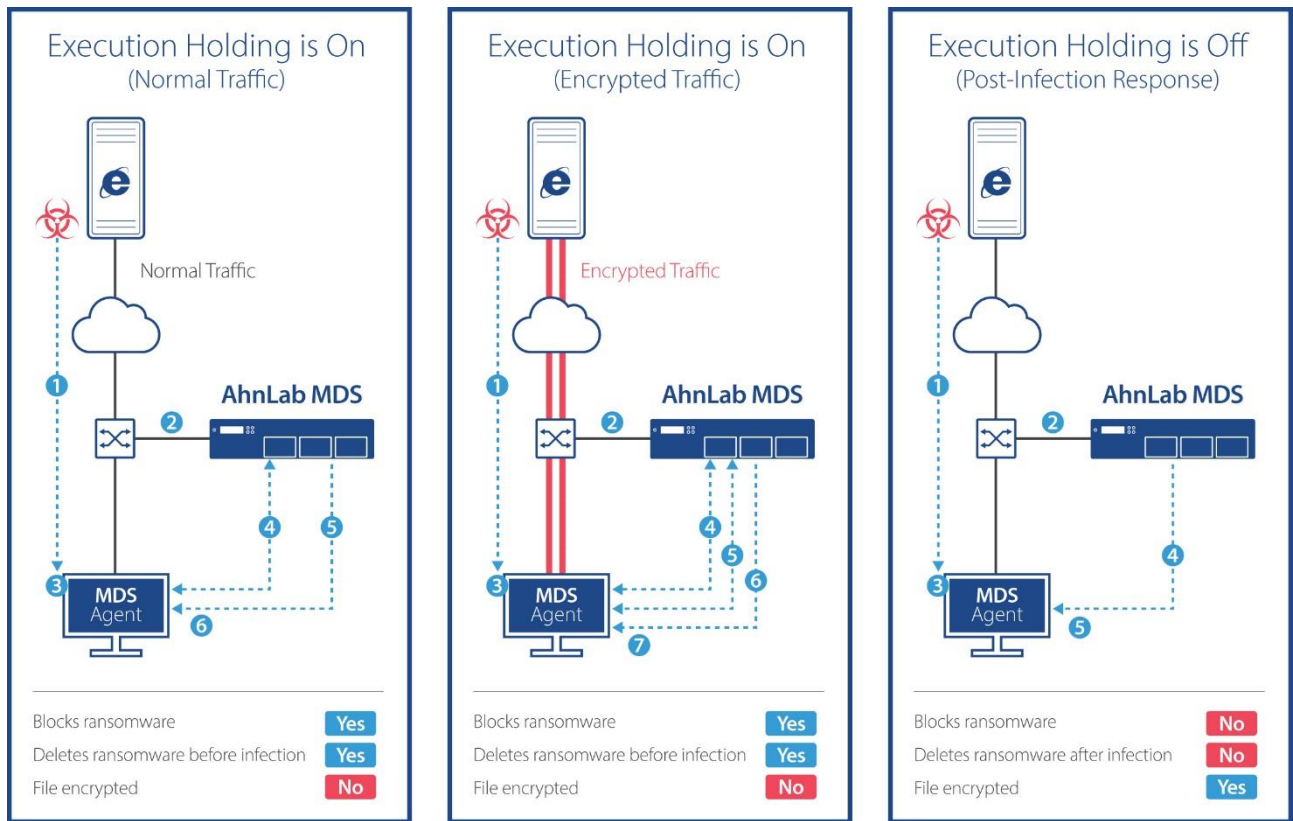 Execution Holding is On
(Normal Traffic)
e
Normal Traffic
1
AhnLab MDS
2
4
5
3
MDS
Agent
6
Blocks ransomware Yes
Deletes ransomware before infection Yes
File encrypted No
Execution Holding is On
(Encrypted Traffic)
e
Encrypted Traffic
1
AhnLab MDS
2
4
5
6
3
MDS
Agent
7
Blocks ransomware Yes
Deletes ransomware before infection Yes
File encrypted No
Execution Holding is Off
(Post-Infection Response)
e
1
AhnLab MDS
2
4
3
MDS
Agent
5
Blocks ransomware No
Deletes ransomware after infection No
File encrypted Yes